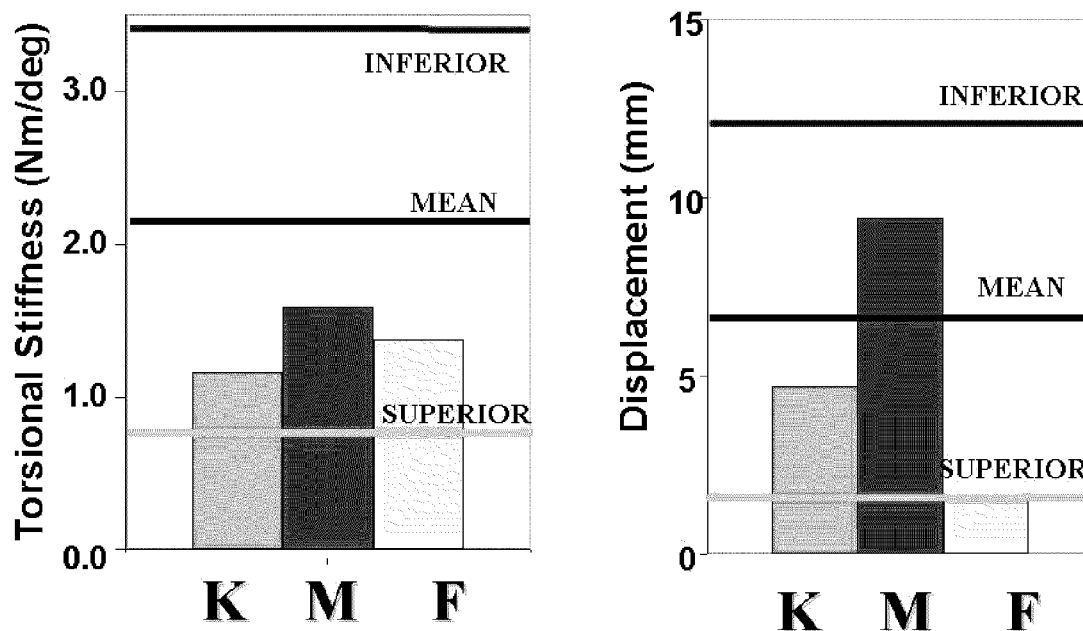 Torsional Stiffness (Nm/deg)
3.0
2.0
1.0
0.0
INFERIOR
MEAN
SUPERIOR
K M F
Displacement (mm)
15
10
5
0
INFERIOR
MEAN
SUPERIOR
K M F